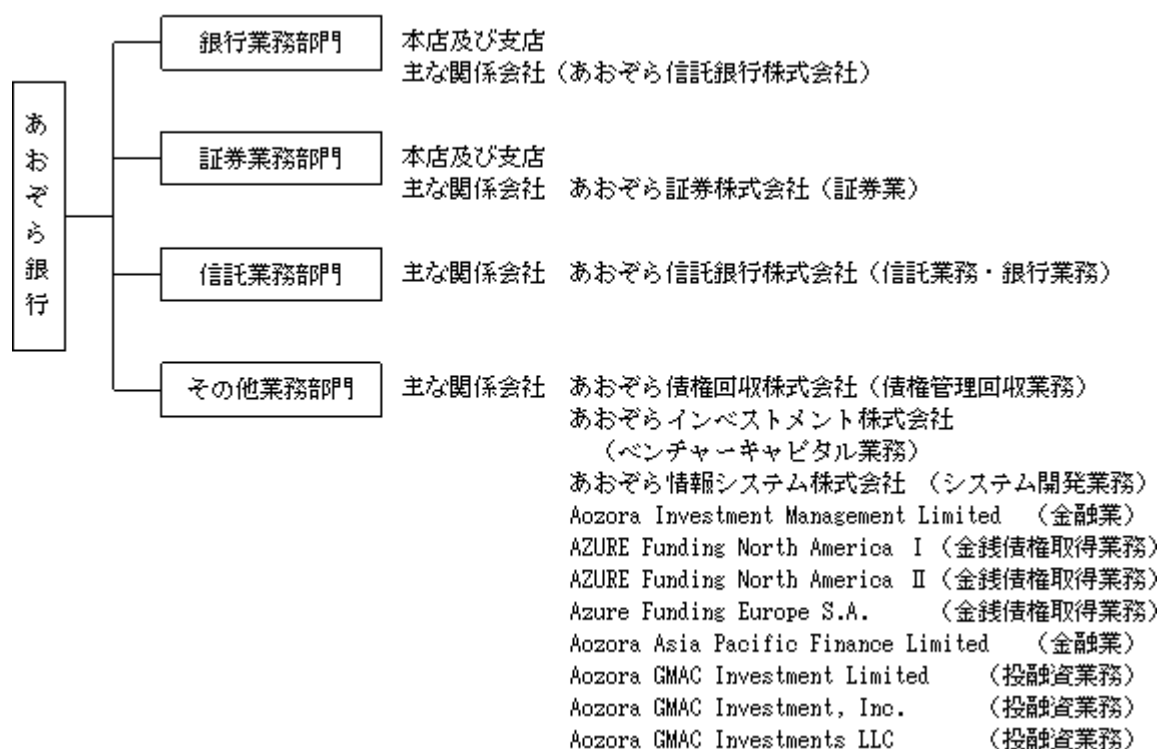 あおぞら銀行
銀行業務部門 本店及び支店
主な関係会社（あおぞら信託銀行株式会社）
証券業務部門 本店及び支店
主な関係会社 あおぞら証券株式会社（証券業）
信託業務部門 主な関係会社 あおぞら信託銀行株式会社（信託業務・銀行業務）
その他業務部門 主な関係会社 あおぞら債権回収株式会社（債権管理回収業務）
あおぞらインベストメント株式会社
（ベンチャーキャピタル業務）
あおぞら情報システム株式会社 （システム開発業務）
Aozora Investment Management Limited （金融業）
AZURE Funding North America Ⅰ（金銭債権取得業務）
AZURE Funding North America Ⅱ（金銭債権取得業務）
Azure Funding Europe S.A. （金銭債権取得業務）
Aozora Asia Pacific Finance Limited （金融業）
Aozora GMAC Investment Limited （投融資業務）
Aozora GMAC Investment, Inc. （投融資業務）
Aozora GMAC Investments LLC （投融資業務）